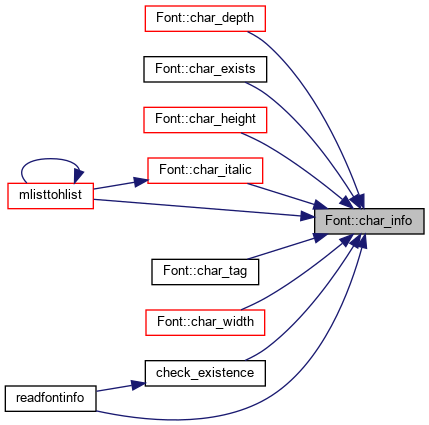 Font::char_depth
Font::char_exists
Font::char_height
Font::char_italic
mlisttohlist
Font::char_info
Font::char_tag
Font::char_width
check_existence
readfontinfo